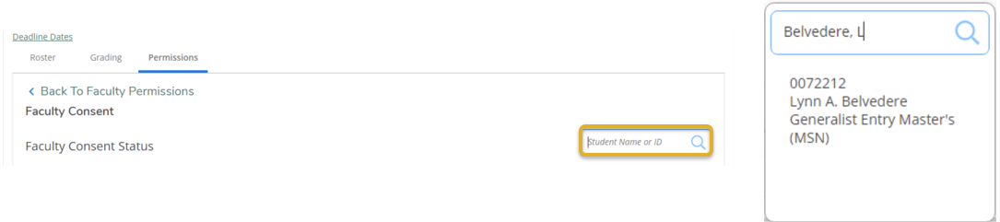 Deadline Dates
Roster Grading Permissions
< Back To Faculty Permissions
Faculty Consent
Faculty Consent Status
Student Name or ID
Belvedere, L
0072212
Lynn A. Belvedere
Generalist Entry Master's
(MSN)